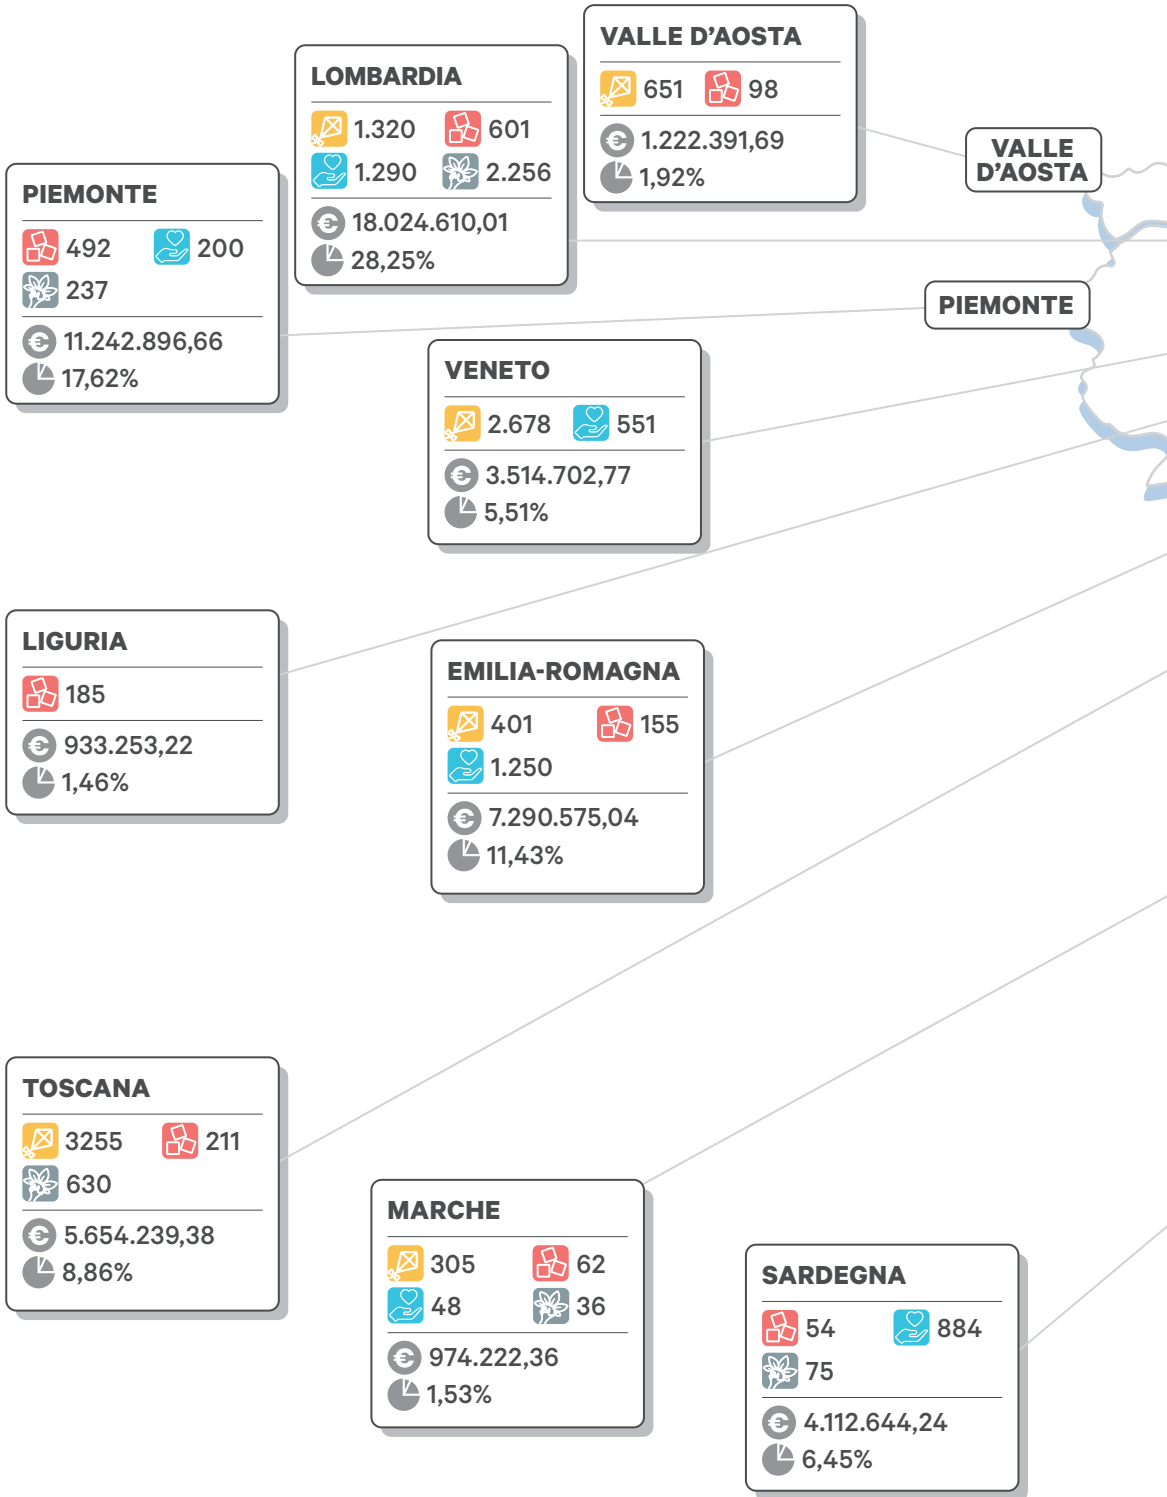 VALLE D'AOSTA
651 98
€ 1.222.391,69
1,92%
LOMBARDIA
1.320 601
1.290 2.256
€ 18.024.610,01
28,25%
VALLE
D'AOSTA
PIEMONTE
492 200
237
€ 11.242.896,66
17,62%
PIEMONTE
VENETO
2.678 551
€ 3.514.702,77
5,51%
LIGURIA
185
€ 933.253,22
1,46%
EMILIA-ROMAGNA
401 155
1.250
€ 7.290.575,04
11,43%
TOSCANA
3255 211
630
€ 5.654.239,38
8,86%
MARCHE
305 62
48 36
€ 974.222,36
1,53%
SARDEGNA
54 884
75
€ 4.112.644,24
6,45%